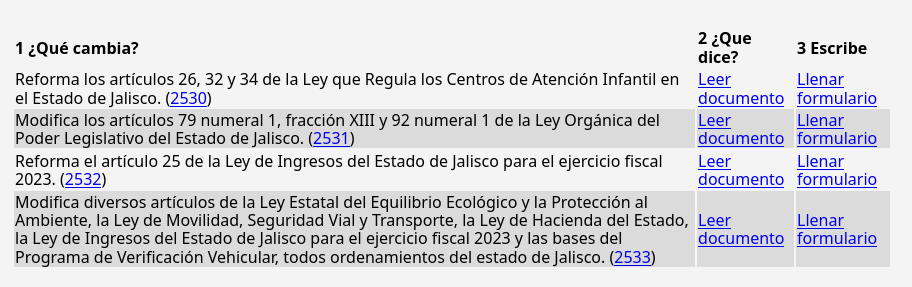 1 ¿Qué cambia?
2 ¿Que
dice?
3 Escribe
Reforma los artículos 26, 32 y 34 de la Ley que Regula los Centros de Atención Infantil en
el Estado de Jalisco. (2530)
Leer
documento
Llenar
formulario
Modifica los artículos 79 numeral 1, fracción XIII y 92 numeral 1 de la Ley Orgánica del
Poder Legislativo del Estado de Jalisco. (2531)
Leer
documento
Llenar
formulario
Reforma el artículo 25 de la Ley de Ingresos del Estado de Jalisco para el ejercicio fiscal
2023. (2532)
Leer
documento
Llenar
formulario
Modifica diversos artículos de la Ley Estatal del Equilibrio Ecológico y la Protección al
Ambiente, la Ley de Movilidad, Seguridad Vial y Transporte, la Ley de Hacienda del Estado,
la Ley de Ingresos del Estado de Jalisco para el ejercicio fiscal 2023 y las bases del
Programa de Verificación Vehicular, todos ordenamientos del estado de Jalisco. (2533)
Leer
documento
Llenar
formulario